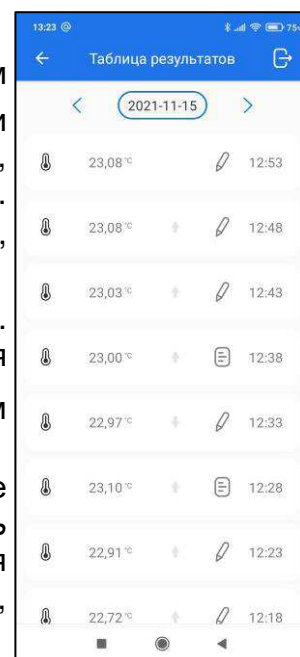 13:23 @ 75
Таблица результатов
2021-11-15
23,08 °C 12:53
23,08 °C 12:48
23,03 °C 12:43
23,00 °C 12:38
22,97 °C 12:33
23,10 °C 12:28
22,91 °C 12:23
22,72 °C 12:18